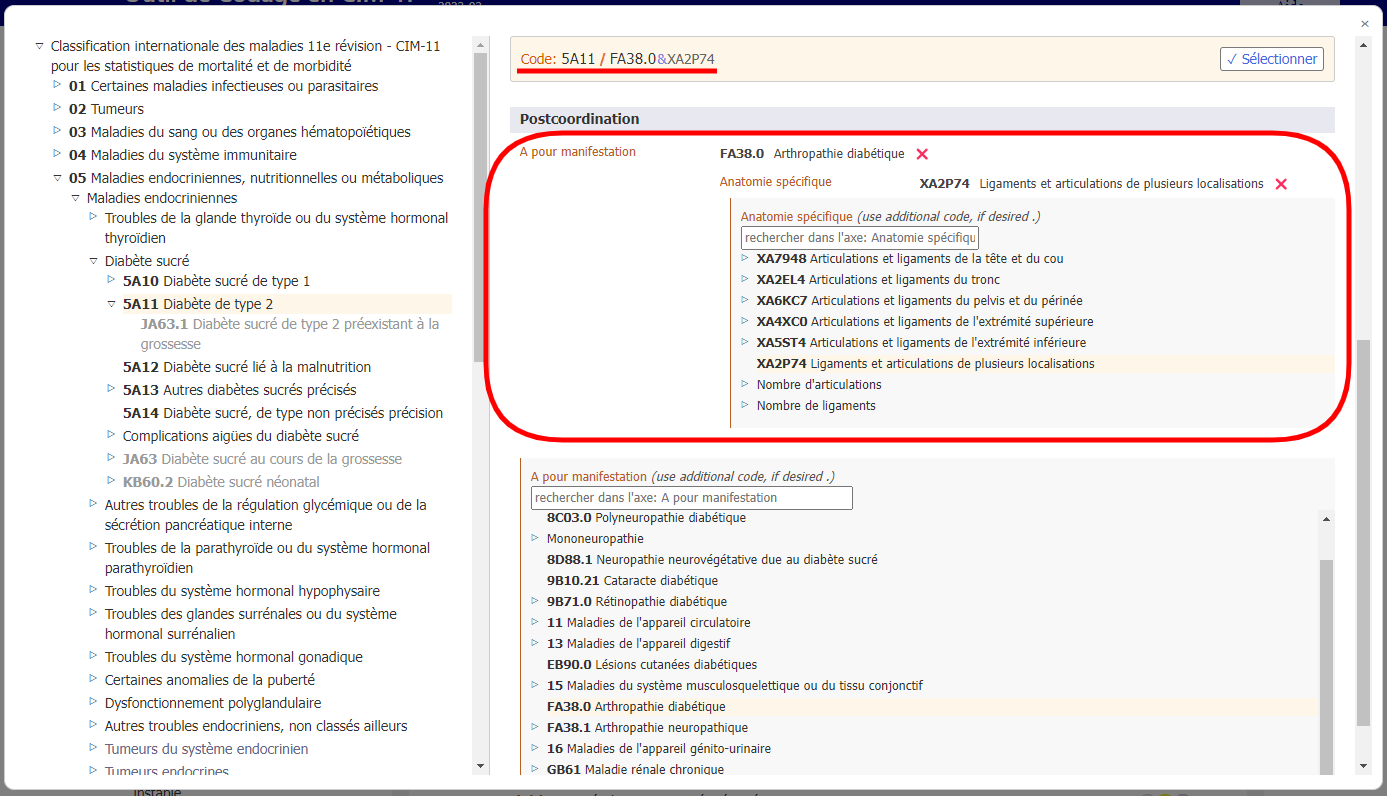 Outil de Codage en CIM-11
2023-02
Aide
×
Classification internationale des maladies 11e révision - CIM-11
pour les statistiques de mortalité et de morbidité
01 Certaines maladies infectieuses ou parasitaires
02 Tumeurs
03 Maladies du sang ou des organes hématopoïétiques
04 Maladies du système immunitaire
05 Maladies endocriniennes, nutritionnelles ou métaboliques
Maladies endocriniennes
Troubles de la glande thyroïde ou du système hormonal
thyroïdien
Diabète sucré
5A10 Diabète sucré de type 1
5A11 Diabète de type 2
JA63.1 Diabète sucré de type 2 préexistant à la
grossesse
5A12 Diabète sucré lié à la malnutrition
5A13 Autres diabètes sucrés précisés
5A14 Diabète sucré, de type non précisés précision
Complications aigües du diabète sucré
JA63 Diabète sucré au cours de la grossesse
KB60.2 Diabète sucré néonatal
Autres troubles de la régulation glycémique ou de la
sécrétion pancréatique interne
Troubles de la parathyroïde ou du système hormonal
parathyroïdien
Troubles du système hormonal hypophysaire
Troubles des glandes surrénales ou du système
hormonal surrénalien
Troubles du système hormonal gonadique
Certaines anomalies de la puberté
Dysfonctionnement polyglandulaire
Autres troubles endocriniens, non classés ailleurs
Tumeurs du système endocrinien
Tumeurs endocrines
Code: 5A11 / FA38.0&XA2P74
✓ Sélectionner
Postcoordination
A pour manifestation
FA38.0 Arthropathie diabétique
Anatomie spécifique
XA2P74 Ligaments et articulations de plusieurs localisations
Anatomie spécifique (use additional code, if desired .)
rechercher dans l'axe: Anatomie spécifiqu
XA7948 Articulations et ligaments de la tête et du cou
XA2EL4 Articulations et ligaments du tronc
XA6KC7 Articulations et ligaments du pelvis et du périnée
XA4XC0 Articulations et ligaments de l'extrémité supérieure
XA5ST4 Articulations et ligaments de l'extrémité inférieure
XA2P74 Ligaments et articulations de plusieurs localisations
Nombre d'articulations
Nombre de ligaments
A pour manifestation (use additional code, if desired .)
rechercher dans l'axe: A pour manifestation
8C03.0 Polyneuropathie diabétique
Mononeuropathie
8D88.1 Neuropathie neurovégétative due au diabète sucré
9B10.21 Cataracte diabétique
9B71.0 Rétinopathie diabétique
11 Maladies de l'appareil circulatoire
13 Maladies de l'appareil digestif
EB90.0 Lésions cutanées diabétiques
15 Maladies du système musculosquelettique ou du tissu conjonctif
FA38.0 Arthropathie diabétique
FA38.1 Arthropathie neuropathique
16 Maladies de l'appareil génito-urinaire
GB61 Maladie rénale chronique
instable